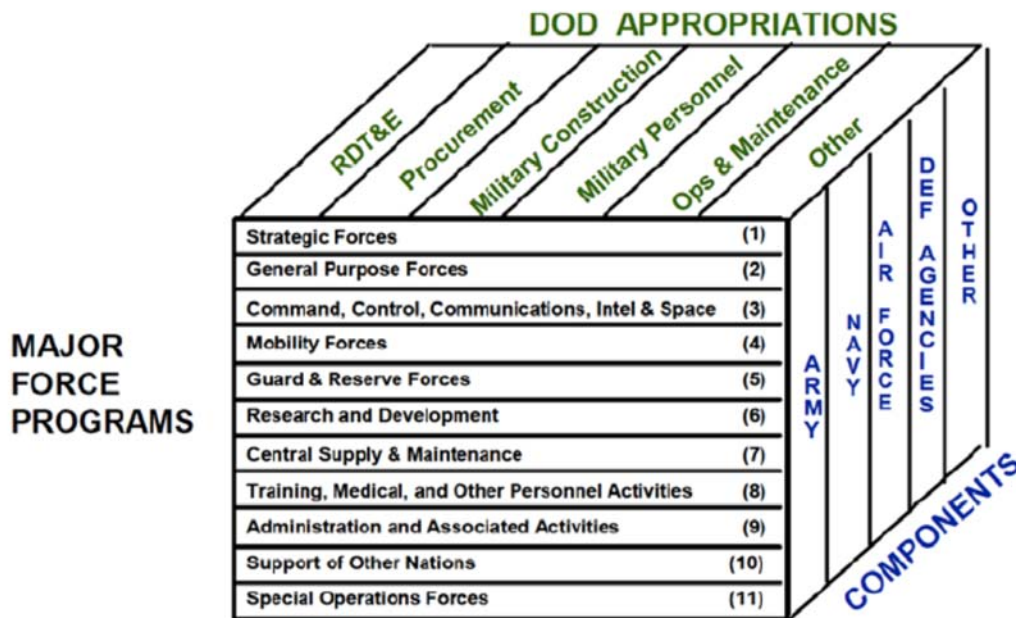 DOD APPROPRIATIONS
RDT&E
Procurement
Military Construction
Military Personnel
Ops & Maintenance
Other
MAJOR
FORCE
PROGRAMS
Strategic Forces (1)
General Purpose Forces (2)
Command, Control, Communications, Intel & Space (3)
Mobility Forces (4)
Guard & Reserve Forces (5)
Research and Development (6)
Central Supply & Maintenance (7)
Training, Medical, and Other Personnel Activities (8)
Administration and Associated Activities (9)
Support of Other Nations (10)
Special Operations Forces (11)
ARMY
NAVY
AIR FORCE
DEF AGENCIES
OTHER
COMPONENTS